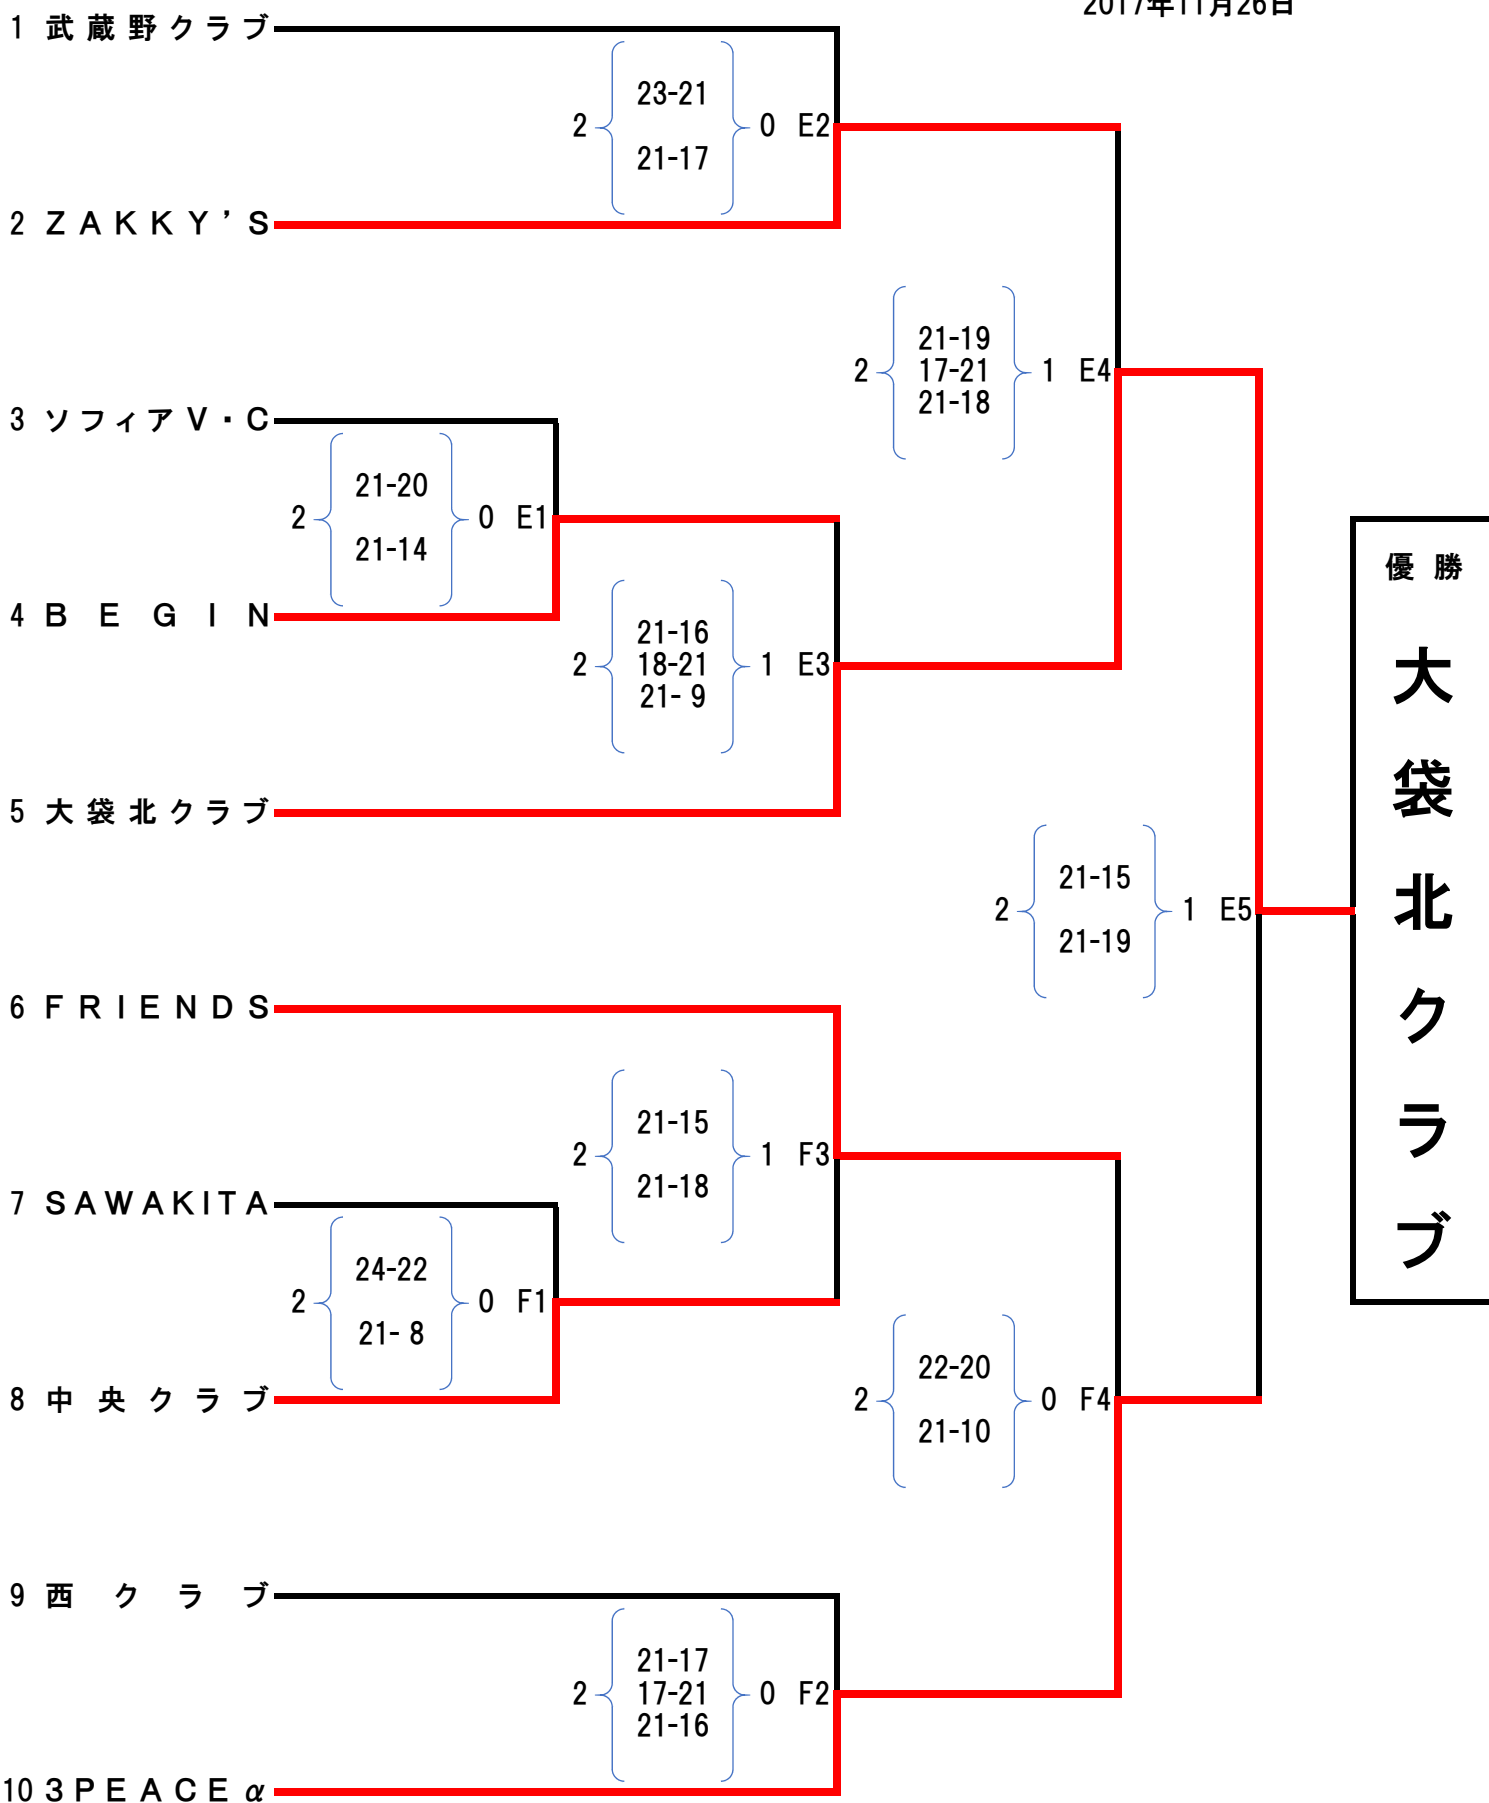 2017年11月26日
1 武蔵野クラブ
23-21
2 0 E2
21-17
2 ZAKKY’S
21-19
2 17-21 1 E4
21-18
3 ソフィアV・C
21-20
2 0 E1
21-14
優勝
大袋北クラブ
4 BEGIN
21-16
2 18-21 1 E3
21- 9
5 大袋北クラブ
21-15
2 1 E5
21-19
6 FRIENDS
21-15
2 1 F3
21-18
7 SAWAKITA
24-22
2 0 F1
21- 8
8 中央クラブ
22-20
2 0 F4
21-10
9 西クラブ
21-17
2 17-21 0 F2
21-16
10 3PEACEα